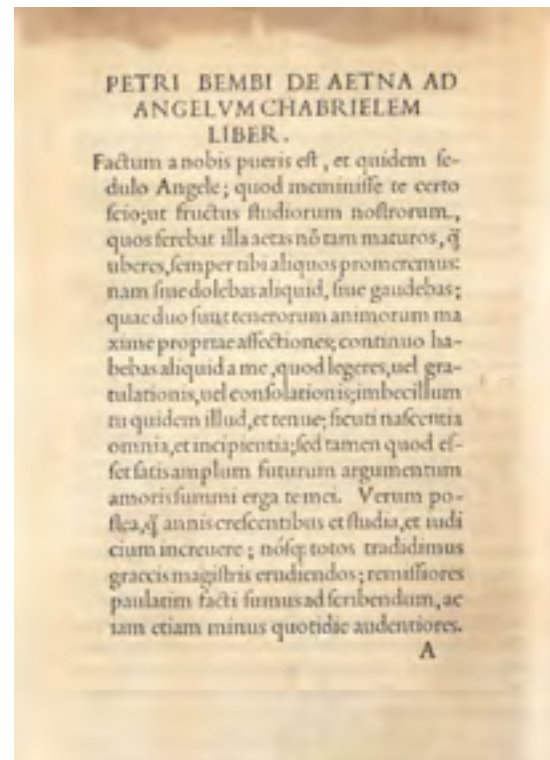 PETRI BEMBI DE AETNA AD
ANGELVM CHABRIELEM
LIBER.
Factum a nobis pueris est, et quidem ſe-
dulo Angele; quod meminiſſe te certo
ſcio; ut fructus ſtudiorum noſtrorum,
quos ferebat illa aetas nō tam maturos, q̄
uberes, ſemper tibi aliquos promeremus:
nam ſiue dolebas aliquid, ſiue gaudebas;
quae duo ſunt tenerorum animorum ma
xime propriae affectiones; continuo ha-
bebas aliquid a me, quod legeres, uel gra-
tulationis, uel conſolationis; imbecillum
tu quidem illud, et tenue; ſicuti naſcentia
omnia, et incipientia; ſed tamen quod eſ-
ſet ſatis amplum futurum argumentum
amoris ſummi erga te mei. Verum po-
ſtea, q̄ annis creſcentibus et ſtudia, et iudi
cium increuere; nósq; totos tradidimus
graecis magiſtris erudiendos; remiſſiores
paulatim facti ſumus ad ſcribendum, ac
iam etiam minus quotidie audentiores.
A